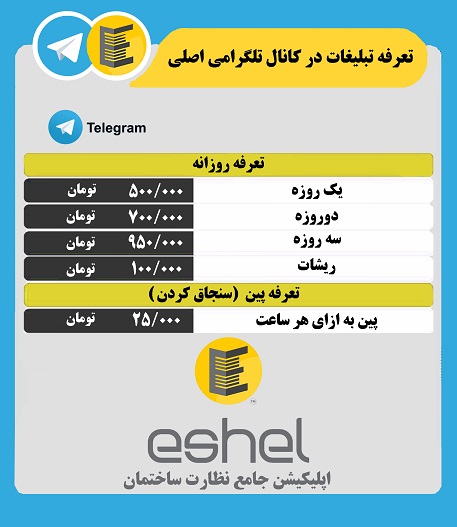 تعرفه تبلیغات در کانال تلگرامی اصلی
Telegram
تعرفه روزانه
یک روزه ۵۰۰/۰۰۰ تومان
دوروزه ۷۰۰/۰۰۰ تومان
سه روزه ۹۵۰/۰۰۰ تومان
ریشات ۱۰۰/۰۰۰ تومان
تعرفه پین (سنجاق کردن)
پین به ازای هر ساعت ۲۵/۰۰۰ تومان
eshel
اپلیکیشن جامع نظارت ساختمان